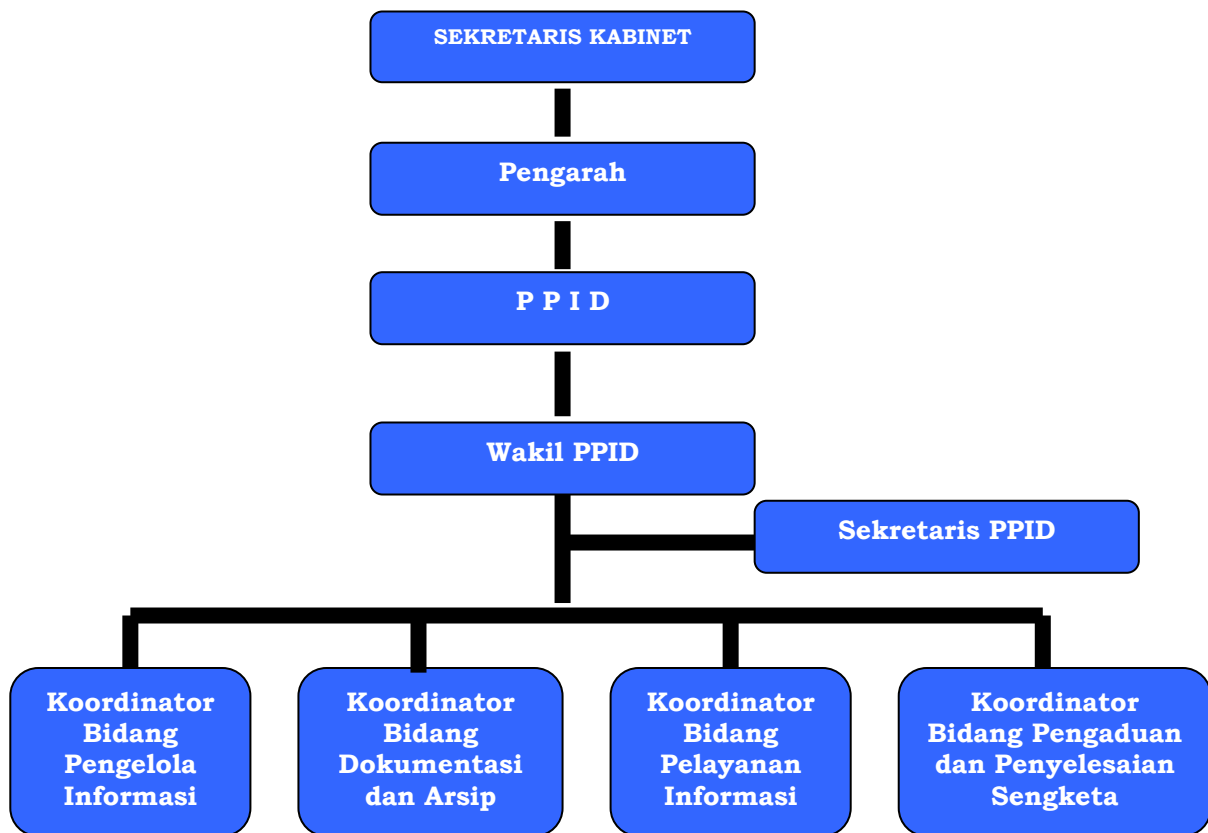 SEKRETARIS KABINET
Pengarah
P P I D
Wakil PPID
Sekretaris PPID
Koordinator
Bidang
Pengelola
Informasi
Koordinator
Bidang
Dokumentasi
dan Arsip
Koordinator
Bidang
Pelayanan
Informasi
Koordinator
Bidang Pengaduan
dan Penyelesaian
Sengketa